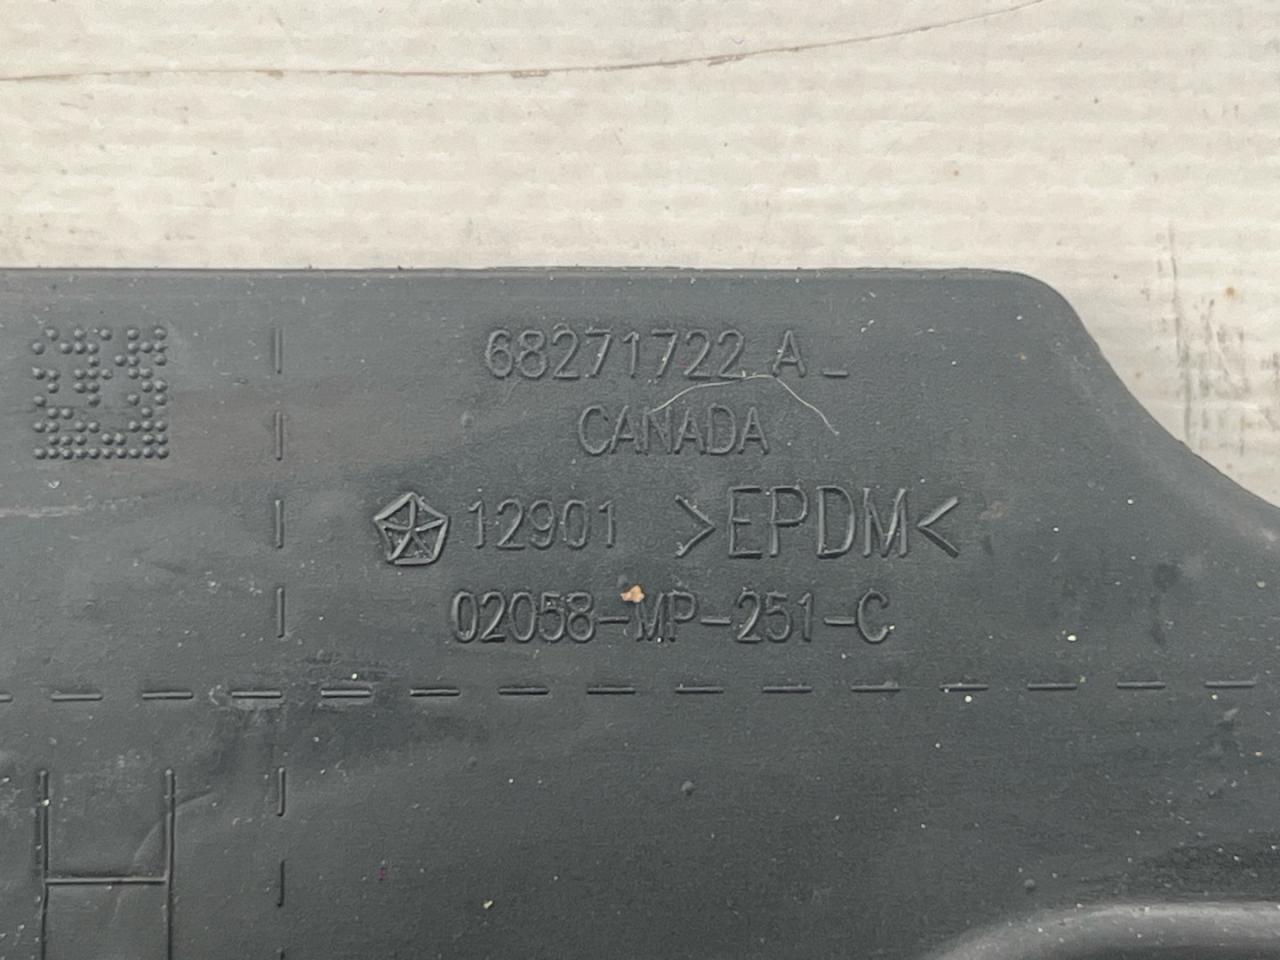 68271722 A _
CANADA
12901 >EPDM<
02058-MP-251-C